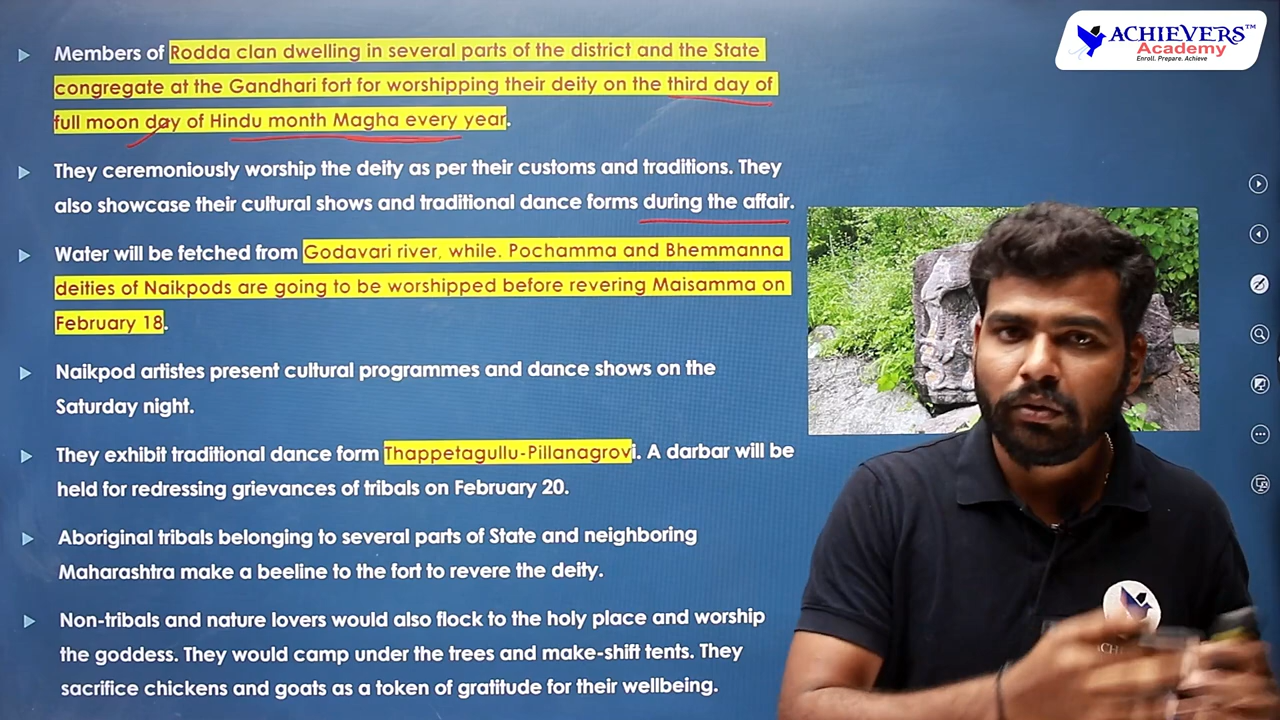 Members of Rodda clan dwelling in several parts of the district and the State
congregate at the Gandhari fort for worshipping their deity on the third day of
full moon day of Hindu month Magha every year.
They ceremoniously worship the deity as per their customs and traditions. They
also showcase their cultural shows and traditional dance forms during the affair.
Water will be fetched from Godavari river, while. Pochamma and Bhemmanna
deities of Naikpods are going to be worshipped before revering Maisamma on
February 18.
Naikpod artistes present cultural programmes and dance shows on the
Saturday night.
They exhibit traditional dance form Thappetagullu-Pillanagrovi. A darbar will be
held for redressing grievances of tribals on February 20.
Aboriginal tribals belonging to several parts of State and neighboring
Maharashtra make a beeline to the fort to revere the deity.
Non-tribals and nature lovers would also flock to the holy place and worship
the goddess. They would camp under the trees and make-shift tents. They
sacrifice chickens and goats as a token of gratitude for their wellbeing.
ACHIEVERS™
Academy
Enroll. Prepare. Achieve